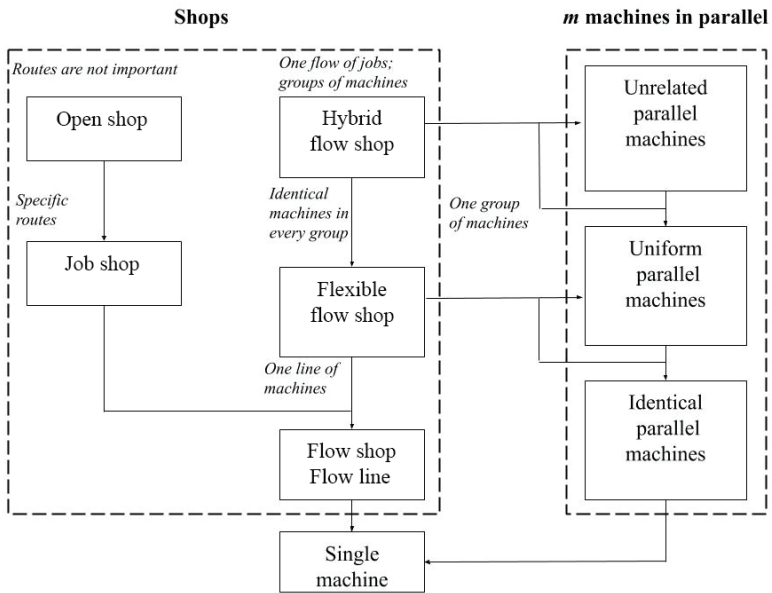 Shops
m machines in parallel
Routes are not important
One flow of jobs;
groups of machines
Open shop
Hybrid
flow shop
Unrelated
parallel
machines
Specific
routes
Identical
machines in
every group
One group
of machines
Job shop
Flexible
flow shop
Uniform
parallel
machines
One line of
machines
Identical
parallel
machines
Flow shop
Flow line
Single
machine